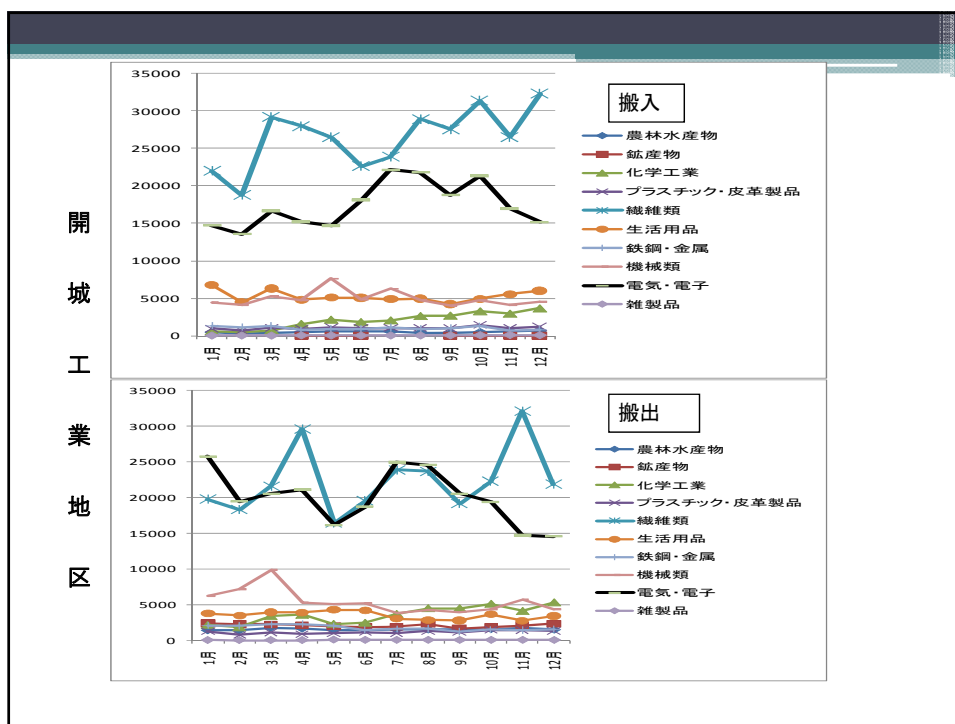 開城工業地区
35000
30000
25000
20000
15000
10000
5000
0
1月 2月 3月 4月 5月 6月 7月 8月 9月 10月 11月 12月
搬入
農林水産物
鉱産物
化学工業
プラスチック・皮革製品
繊維類
生活用品
鉄鋼・金属
機械類
電気・電子
雑製品
35000
30000
25000
20000
15000
10000
5000
0
1月 2月 3月 4月 5月 6月 7月 8月 9月 10月 11月 12月
搬出
農林水産物
鉱産物
化学工業
プラスチック・皮革製品
繊維類
生活用品
鉄鋼・金属
機械類
電気・電子
雑製品